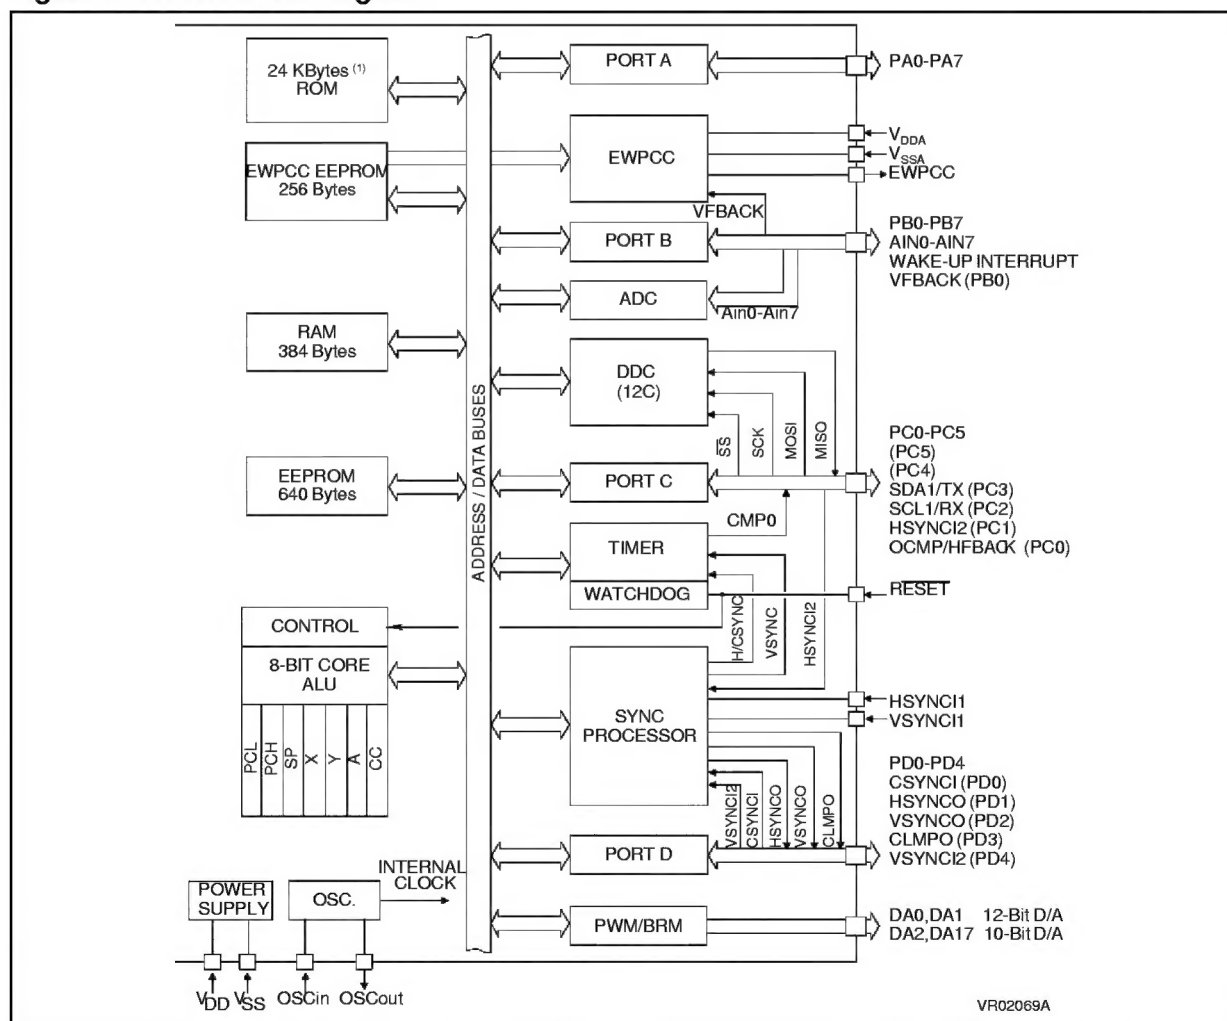 24 KBytes (1)
ROM
EWPCC EEPROM
256 Bytes
RAM
384 Bytes
EEPROM
640 Bytes
CONTROL
8-BIT CORE
ALU
PCL
PCH
SP
X
Y
A
CC
POWER
SUPPLY
OSC.
INTERNAL
CLOCK
VDD
VSS
OSCin
OSCout
ADDRESS / DATA BUSES
PORT A
EWPCC
VFBACK
PORT B
ADC
Ain0-Ain7
DDC
(12C)
SS
SCK
MOSI
MISO
PORT C
CMP0
TIMER
WATCHDOG
H/CSYNC
VSYNC
HSYNCI2
SYNC
PROCESSOR
VSYNCI2
CSYNCI
HSYNCO
VSYNCO
CLMPO
PORT D
PWM/BRM
PA0-PA7
VDDA
VSSA
EWPCC
PB0-PB7
AIN0-AIN7
WAKE-UP INTERRUPT
VFBACK (PB0)
PC0-PC5
(PC5)
(PC4)
SDA1/TX (PC3)
SCL1/RX (PC2)
HSYNCI2 (PC1)
OCMP/HFBACK (PC0)
RESET
HSYNCI1
VSYNCI1
PD0-PD4
CSYNCI (PD0)
HSYNCO (PD1)
VSYNCO (PD2)
CLMPO (PD3)
VSYNCI2 (PD4)
DA0,DA1 12-Bit D/A
DA2,DA17 10-Bit D/A
VR02069A